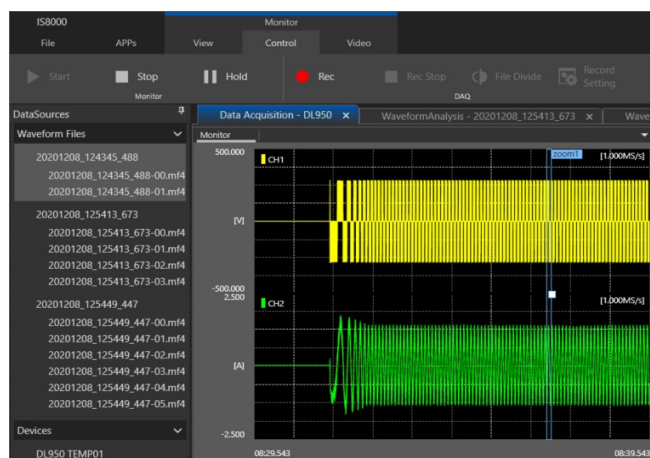 IS8000
Monitor
File APPs View Control Video
Start Stop Hold Rec Rec Stop File Divide Record Setting
Monitor DAQ
DataSources
Data Acquisition - DL950 x WaveformAnalysis - 20201208_125413_673 x Wave
Waveform Files
Monitor
20201208_124345_488
20201208_124345_488-00.mf4
20201208_124345_488-01.mf4
20201208_125413_673
20201208_125413_673-00.mf4
20201208_125413_673-01.mf4
20201208_125413_673-02.mf4
20201208_125413_673-03.mf4
20201208_125449_447
20201208_125449_447-00.mf4
20201208_125449_447-01.mf4
20201208_125449_447-02.mf4
20201208_125449_447-03.mf4
20201208_125449_447-04.mf4
20201208_125449_447-05.mf4
Devices
DL950 TEMP01
500.000
CH1 zoom1 [1.000MS/s]
[V]
-500.000
2.500
CH2 [1.000MS/s]
[A]
-2.500
08:29.543 08:39.543